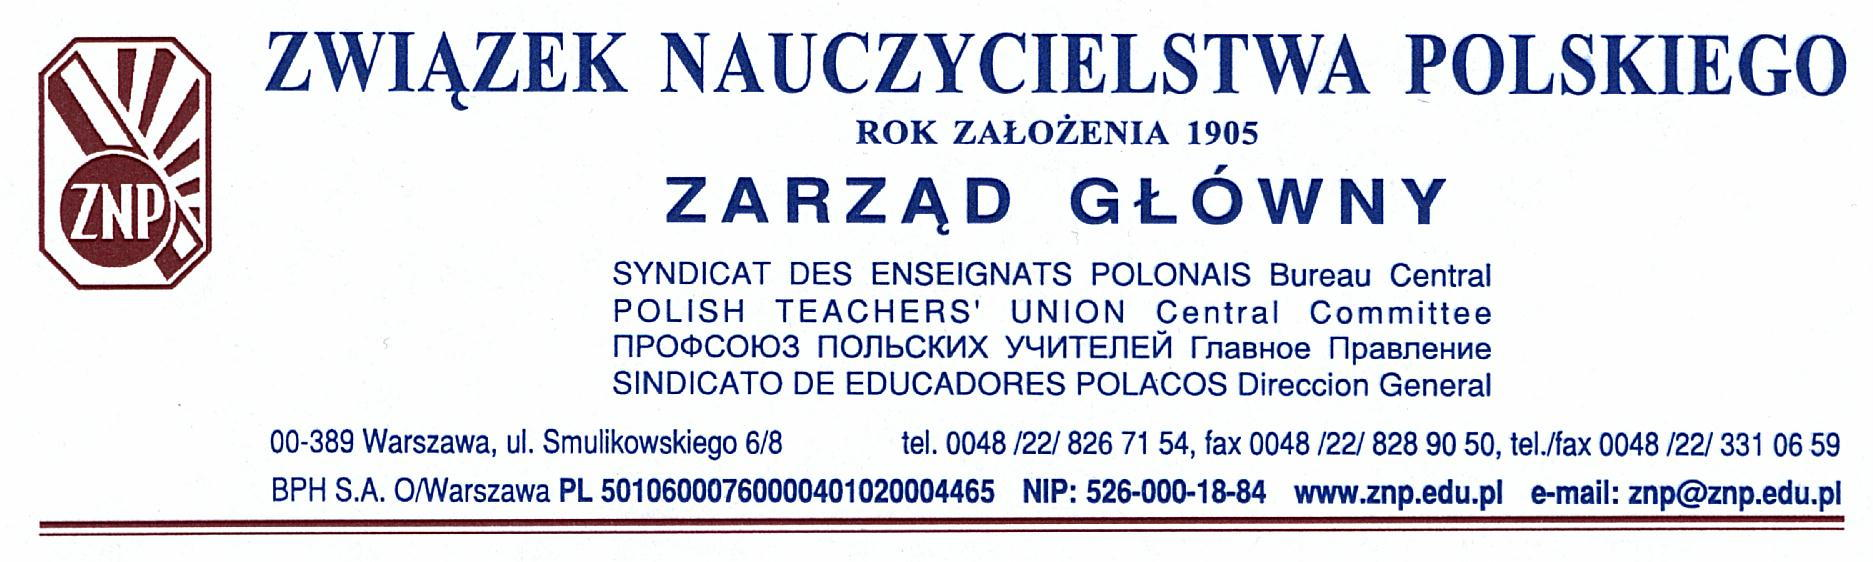 ZNP
ZWIĄZEK NAUCZYCIELSTWA POLSKIEGO
ROK ZAŁOŻENIA 1905
ZARZĄD GŁÓWNY
SYNDICAT DES ENSEIGNATS POLONAIS Bureau Central
POLISH TEACHERS' UNION Central Committee
ПРОФСОЮЗ ПОЛЬСКИХ УЧИТЕЛЕЙ Главное Правление
SINDICATO DE EDUCADORES POLACOS Direccion General
00-389 Warszawa, ul. Smulikowskiego 6/8 tel. 0048 /22/ 826 71 54, fax 0048 /22/ 828 90 50, tel./fax 0048 /22/ 331 06 59
BPH S.A. O/Warszawa PL 50106000760000401020004465 NIP: 526-000-18-84 www.znp.edu.pl e-mail: znp@znp.edu.pl